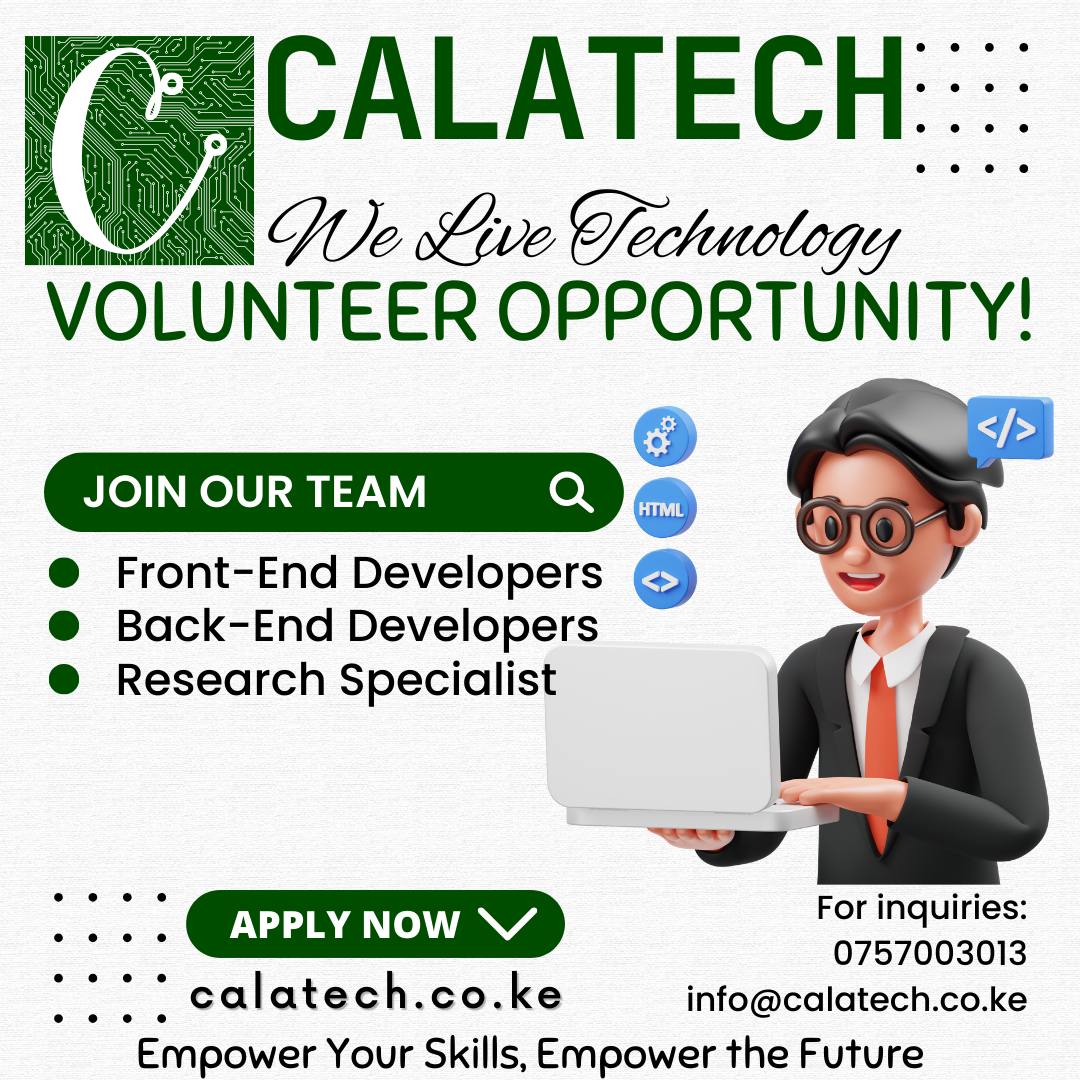 C
CALATECH
We Live Technology
VOLUNTEER OPPORTUNITY!
JOIN OUR TEAM
Front-End Developers
Back-End Developers
Research Specialist
HTML
<>
</>
APPLY NOW
calatech.co.ke
For inquiries:
0757003013
info@calatech.co.ke
Empower Your Skills, Empower the Future